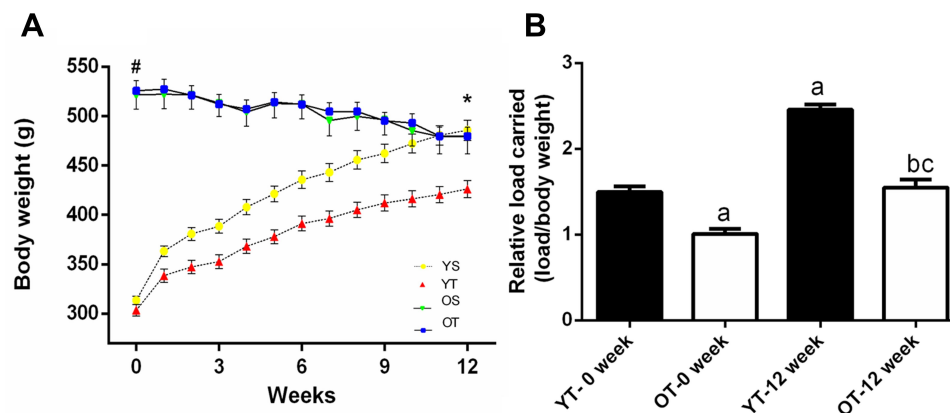 A
Body weight (g)
550
500
450
400
350
300
#
*
YS
YT
OS
OT
0
3
6
9
12
Weeks
B
Relative load carried
(load/body weight)
3
2
1
0
a
a
bc
YT- 0 week
OT-0 week
YT-12 week
OT-12 week